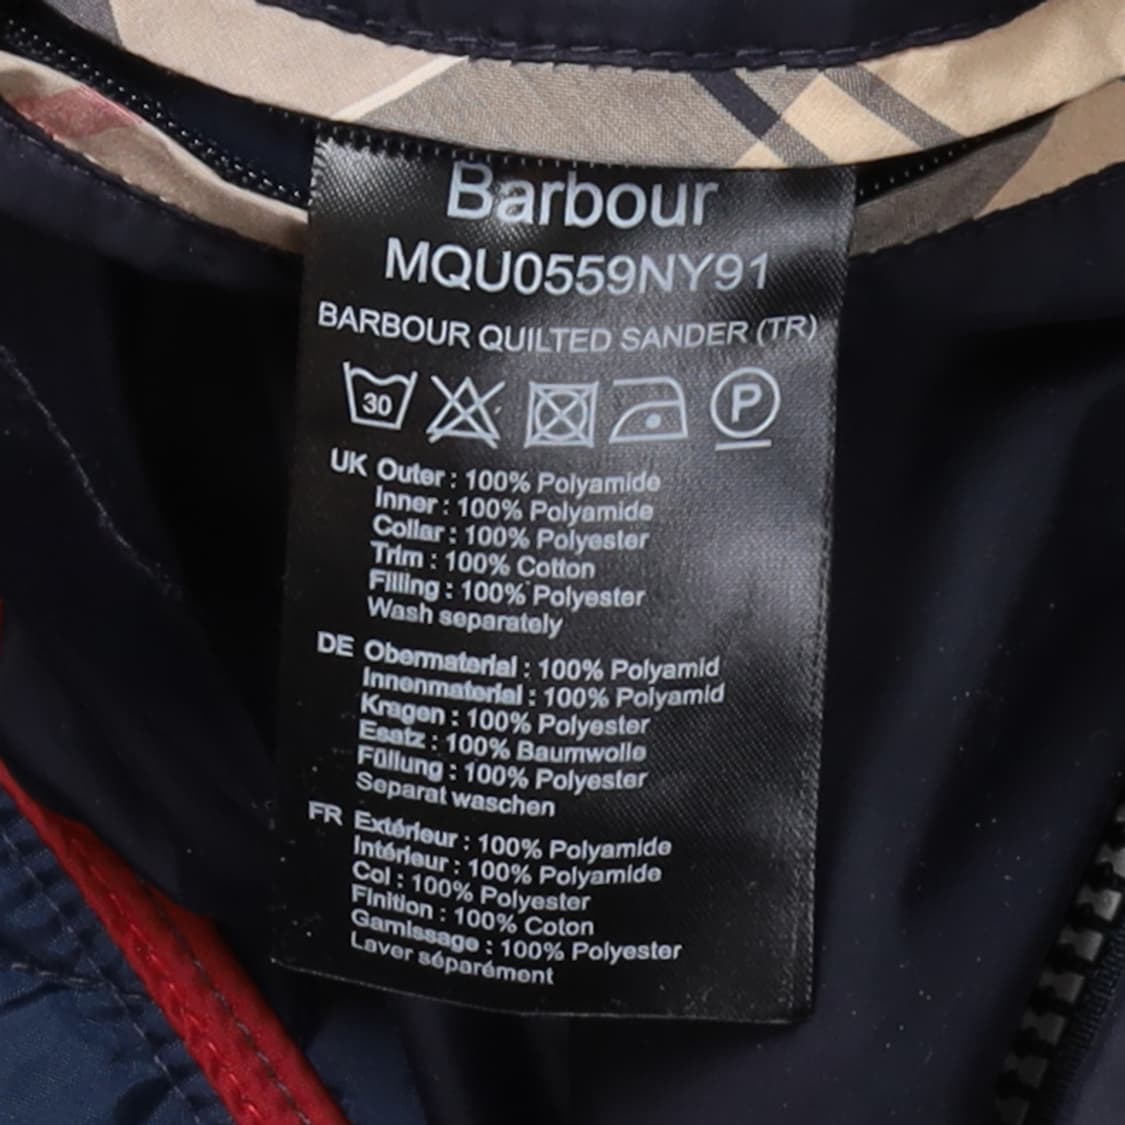 Barbour
MQU0559NY91
BARBOUR QUILTED SANDER (TR)
30 P
UK Outer : 100% Polyamide
Inner : 100% Polyamide
Collar : 100% Polyester
Trim : 100% Cotton
Filling : 100% Polyester
Wash separately
DE Obermaterial : 100% Polyamid
Innenmaterial : 100% Polyamid
Kragen : 100% Polyester
Esatz : 100% Baumwolle
Füllung : 100% Polyester
Separat waschen
FR Extérieur : 100% Polyamide
Intérieur : 100% Polyamide
Col : 100% Polyester
Finition : 100% Coton
Garnissage : 100% Polyester
Laver séparément